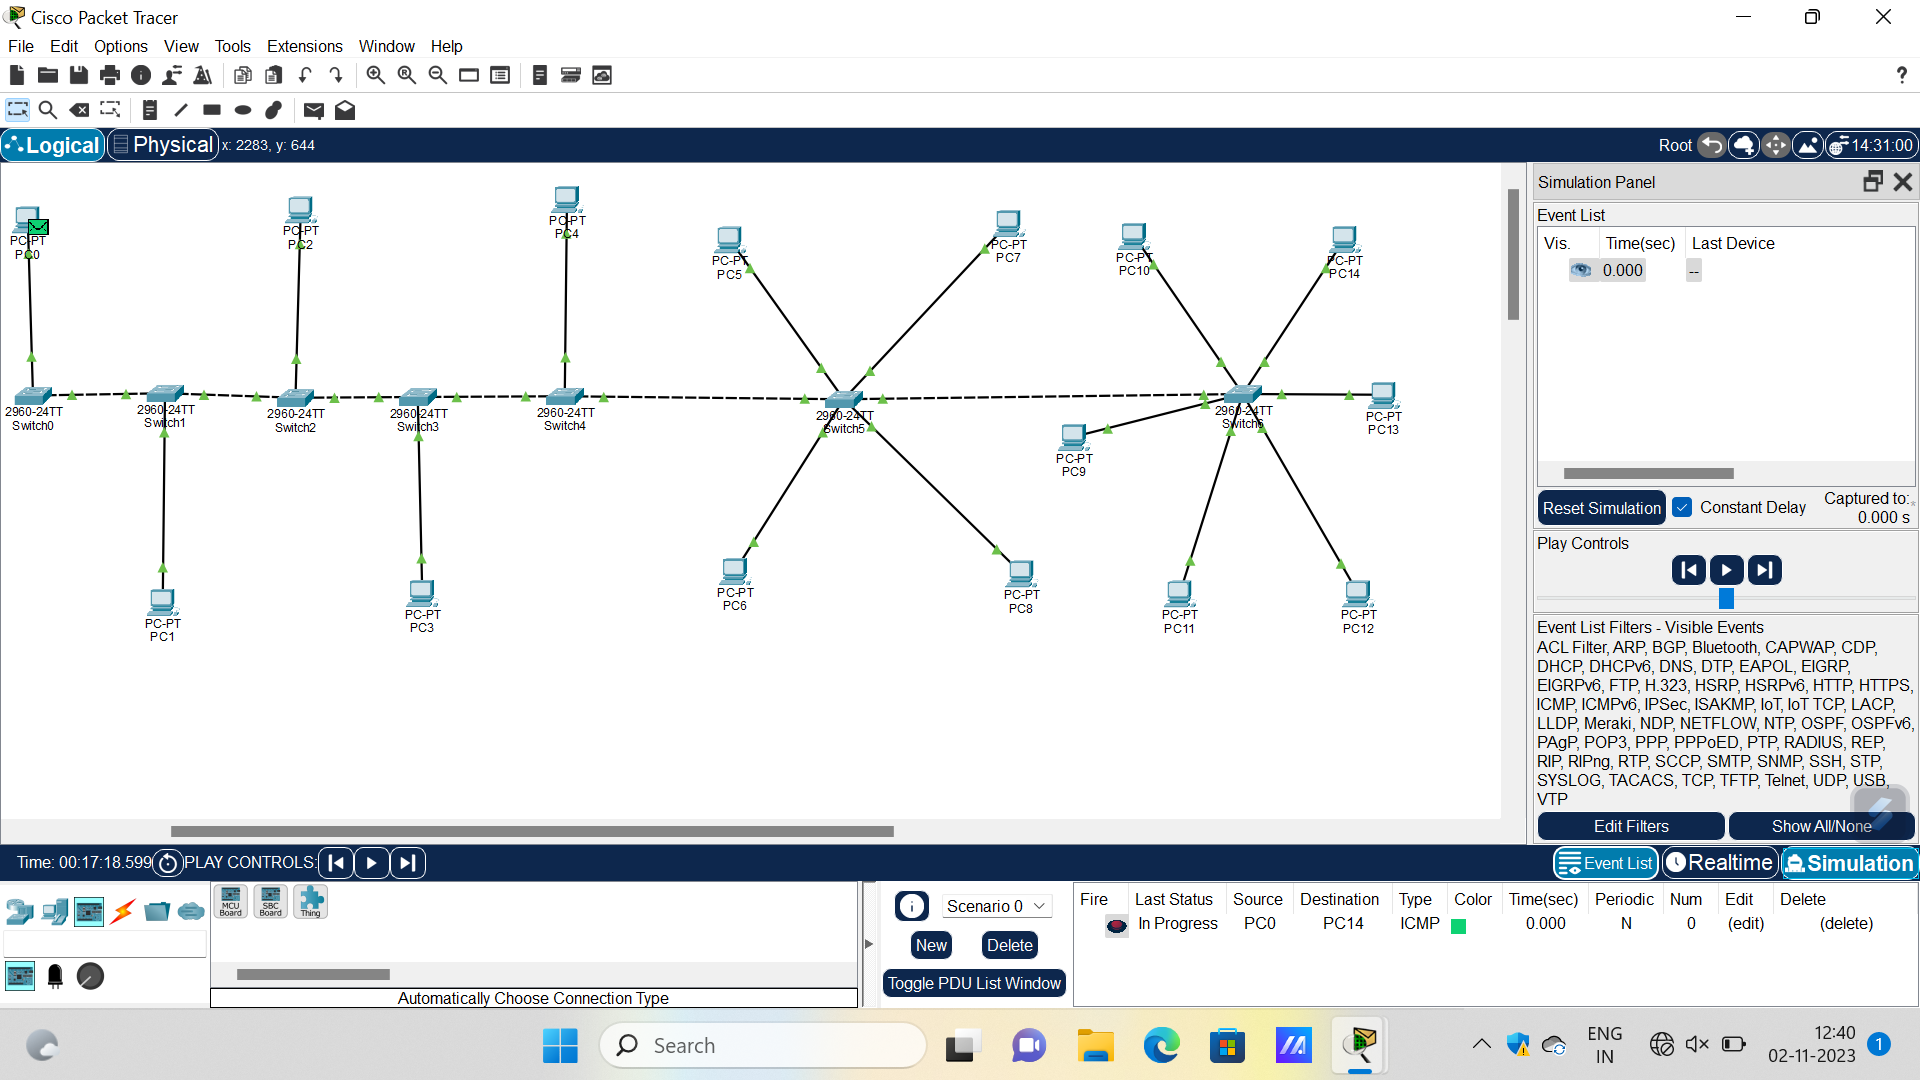 Cisco Packet Tracer
File Edit Options View Tools Extensions Window Help
?
Logical Physical x: 2283, y: 644 Root 14:31:00
PC-PT
PC0
PC-PT
PC2
PC-PT
PC4
PC-PT
PC5
PC-PT
PC7
PC-PT
PC10
PC-PT
PC14
2960-24TT
Switch0
2960-24TT
Switch1
2960-24TT
Switch2
2960-24TT
Switch3
2960-24TT
Switch4
2960-24TT
Switch5
2960-24TT
Switch6
PC-PT
PC13
PC-PT
PC9
PC-PT
PC1
PC-PT
PC3
PC-PT
PC6
PC-PT
PC8
PC-PT
PC11
PC-PT
PC12
Simulation Panel
Event List
Vis. Time(sec) Last Device
0.000 --
Reset Simulation Constant Delay Captured to:
0.000 s
Play Controls
Event List Filters - Visible Events
ACL Filter, ARP, BGP, Bluetooth, CAPWAP, CDP,
DHCP, DHCPv6, DNS, DTP, EAPOL, EIGRP,
EIGRPv6, FTP, H.323, HSRP, HSRPv6, HTTP, HTTPS,
ICMP, ICMPv6, IPSec, ISAKMP, IoT, IoT TCP, LACP,
LLDP, Meraki, NDP, NETFLOW, NTP, OSPF, OSPFv6,
PAgP, POP3, PPP, PPPoED, PTP, RADIUS, REP,
RIP, RIPng, RTP, SCCP, SMTP, SNMP, SSH, STP,
SYSLOG, TACACS, TCP, TFTP, Telnet, UDP, USB,
VTP
Edit Filters Show All/None
Time: 00:17:18.599 PLAY CONTROLS: Event List Realtime Simulation
MCU
Board
SBC
Board
Thing
Automatically Choose Connection Type
Scenario 0
New Delete
Toggle PDU List Window
Fire Last Status Source Destination Type Color Time(sec) Periodic Num Edit Delete
In Progress PC0 PC14 ICMP 0.000 N 0 (edit) (delete)
Search
ENG
IN
12:40
02-11-2023
1